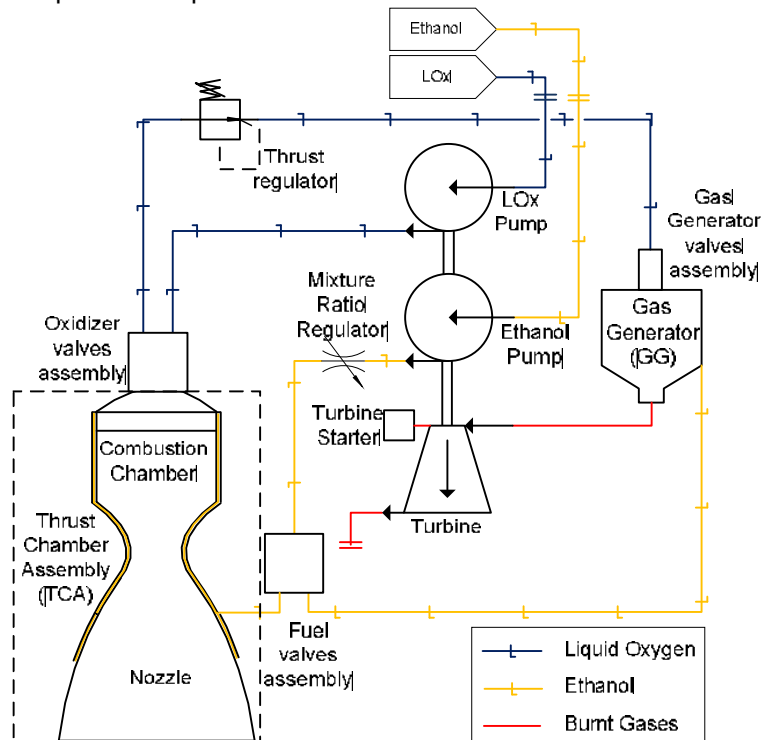 Ethanol
LOx
Thrust
regulator
LOx
Pump
Gas
Generator
valves
assembly
Mixture
Ratio
Regulator
Ethanol
Pump
Gas
Generator
(GG)
Oxidizer
valves
assembly
Turbine
Starter
Combustion
Chamber
Turbine
Thrust
Chamber
Assembly
(TCA)
Fuel
valves
assembly
Nozzle
Liquid Oxygen
Ethanol
Burnt Gases